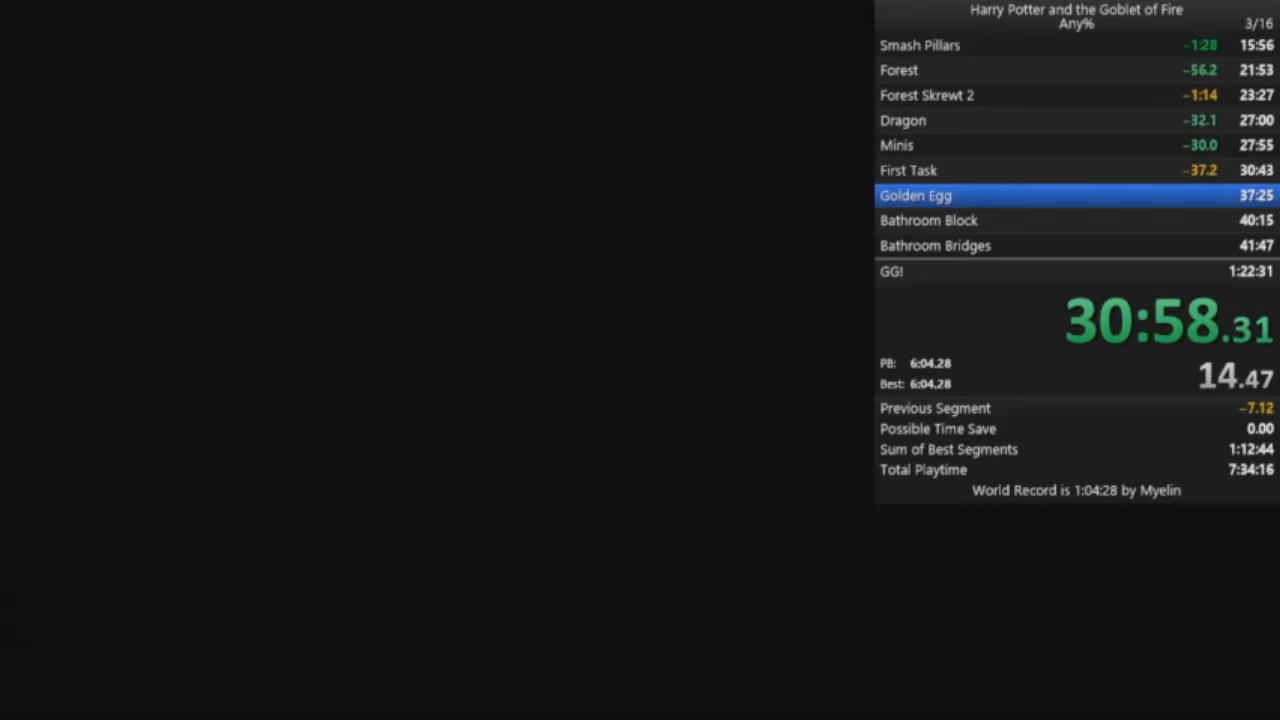 Harry Potter and the Goblet of Fire
Any% 3/16
Smash Pillars -1:28 15:56
Forest -56.2 21:53
Forest Skrewt 2 -1:14 23:27
Dragon -32.1 27:00
Minis -30.0 27:55
First Task -37.2 30:43
Golden Egg 37:25
Bathroom Block 40:15
Bathroom Bridges 41:47
GG! 1:22:31
30:58.31
PB: 6:04.28
Best: 6:04.28
14.47
Previous Segment -7.12
Possible Time Save 0.00
Sum of Best Segments 1:12:44
Total Playtime 7:34:16
World Record is 1:04:28 by Myelin